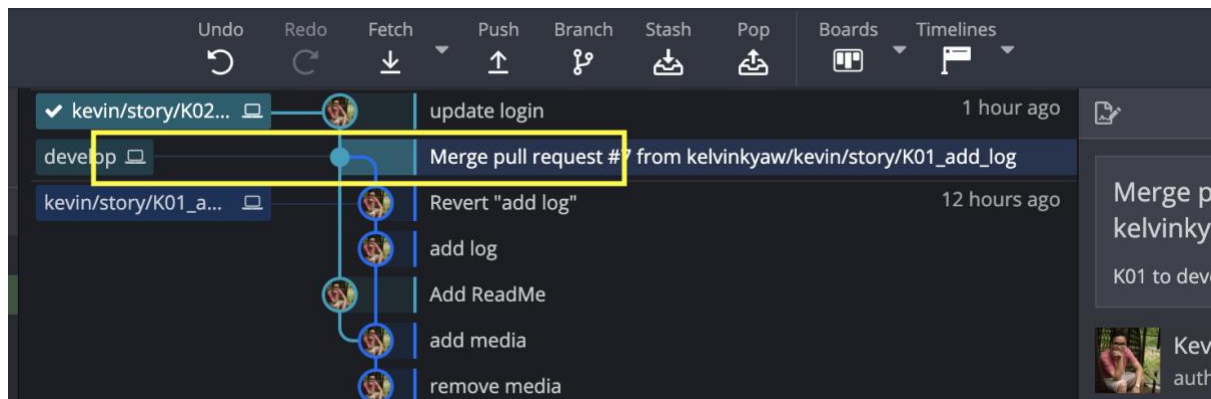 Undo Redo Fetch Push Branch Stash Pop Boards Timelines
kevin/story/K02... update login 1 hour ago
develop Merge pull request #7 from kelvinkyaw/kevin/story/K01_add_log
kevin/story/K01_a... Revert "add log" 12 hours ago
add log
Add ReadMe
add media
remove media
Merge p
kelvinky
K01 to deve
Kev
auth